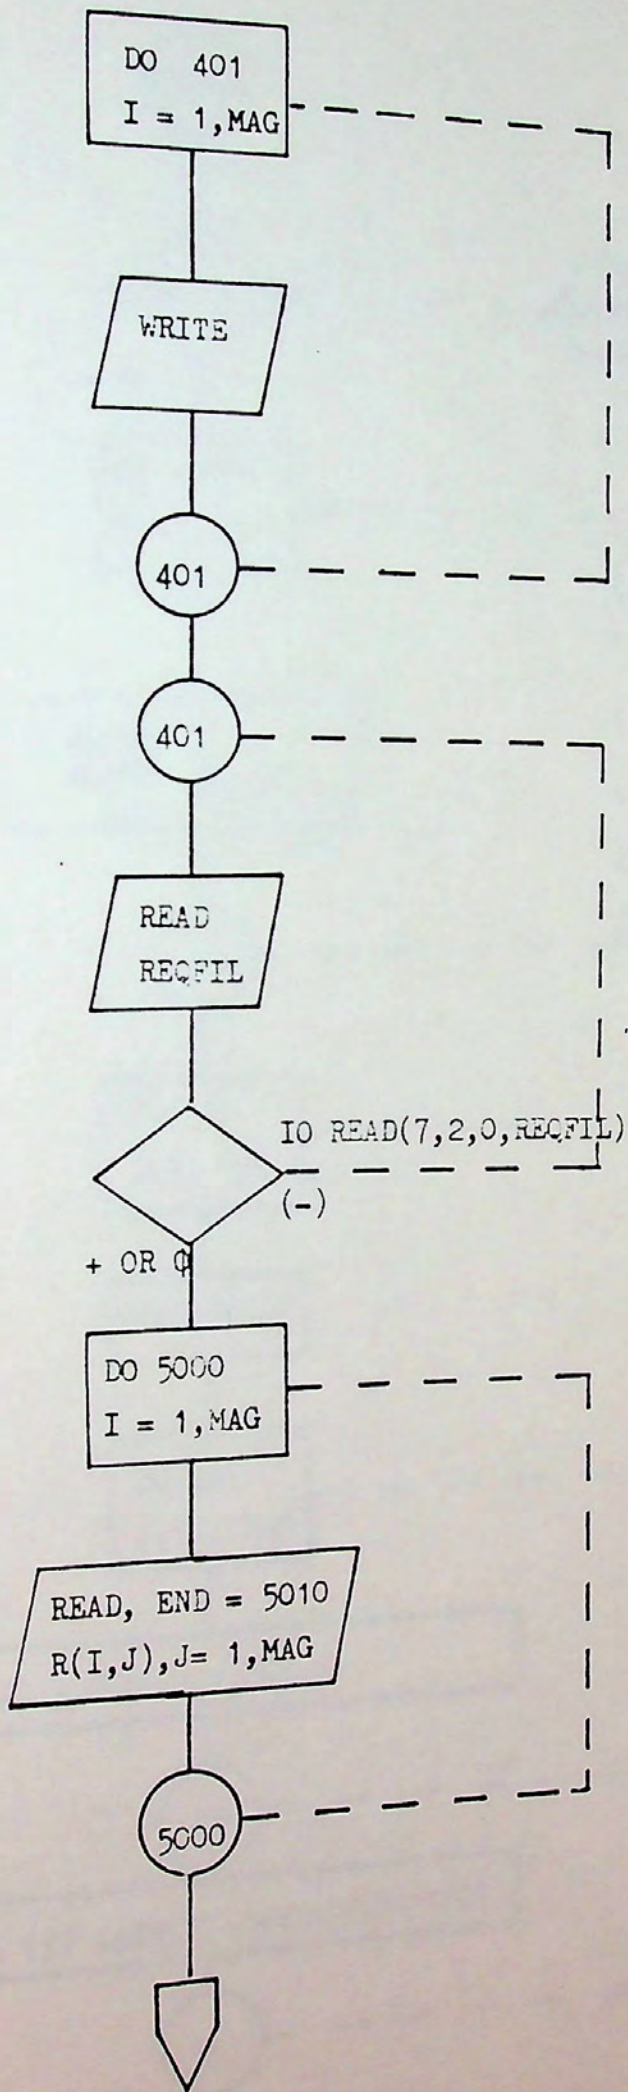 DO 401
I = 1,MAG
WRITE
401
401
READ
REQFIL
IO READ(7,2,0,REQFIL)
(-)
+ OR 0
DO 5000
I = 1,MAG
READ, END = 5010
R(I,J),J= 1,MAG
5000